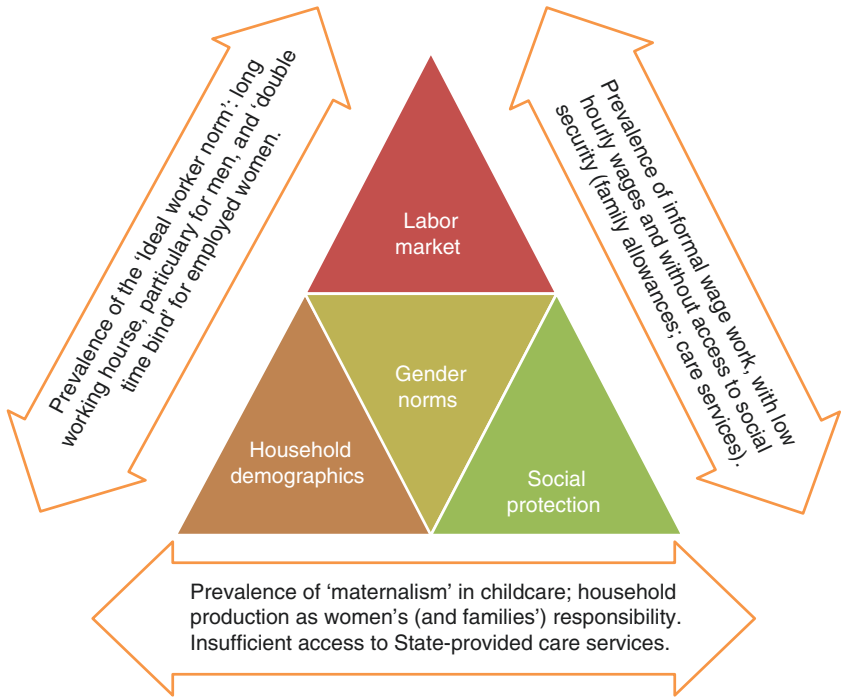 Prevalence of the ‘Ideal worker norm’: long
working hourse, particulary for men, and ‘double
time bind’ for employed women.
Prevalence of informal wage work, with low
hourly wages and without access to social
security (family allowances; care services).
Labor
market
Gender
norms
Household
demographics
Social
protection
Prevalence of ‘maternalism’ in childcare; household
production as women’s (and families’) responsibility.
Insufficient access to State-provided care services.